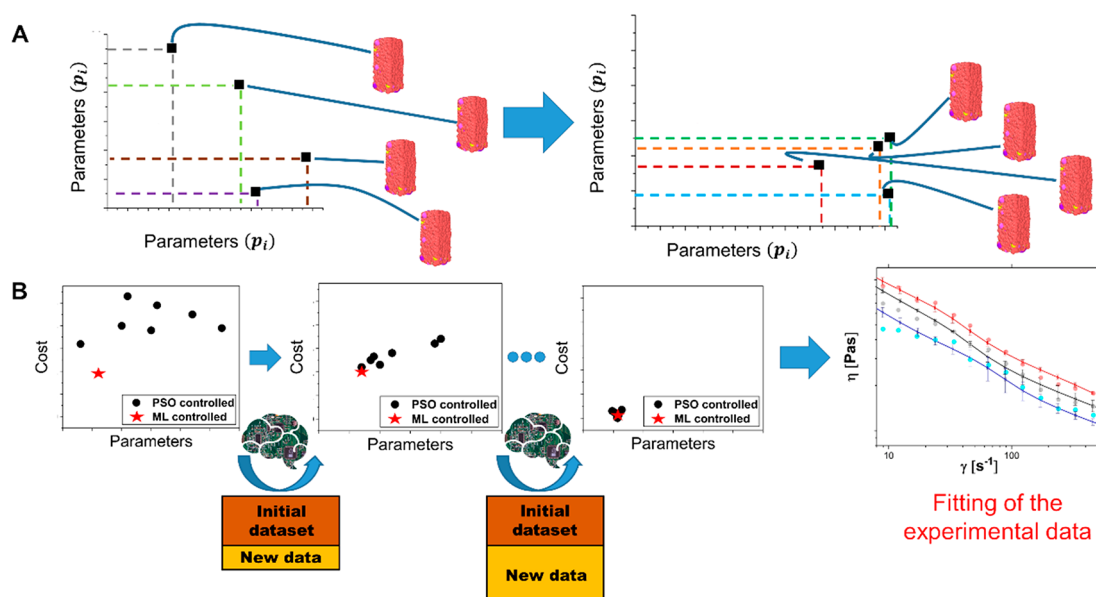 A
Parameters (pᵢ)
Parameters (pᵢ)
Parameters (pᵢ)
Parameters (pᵢ)
B
Cost
PSO controlled
ML controlled
Parameters
Cost
PSO controlled
ML controlled
Parameters
Cost
PSO controlled
ML controlled
Parameters
η [Pas]
10
100
γ [s⁻¹]
Initial
dataset
New data
Initial
dataset
New data
Fitting of the
experimental data